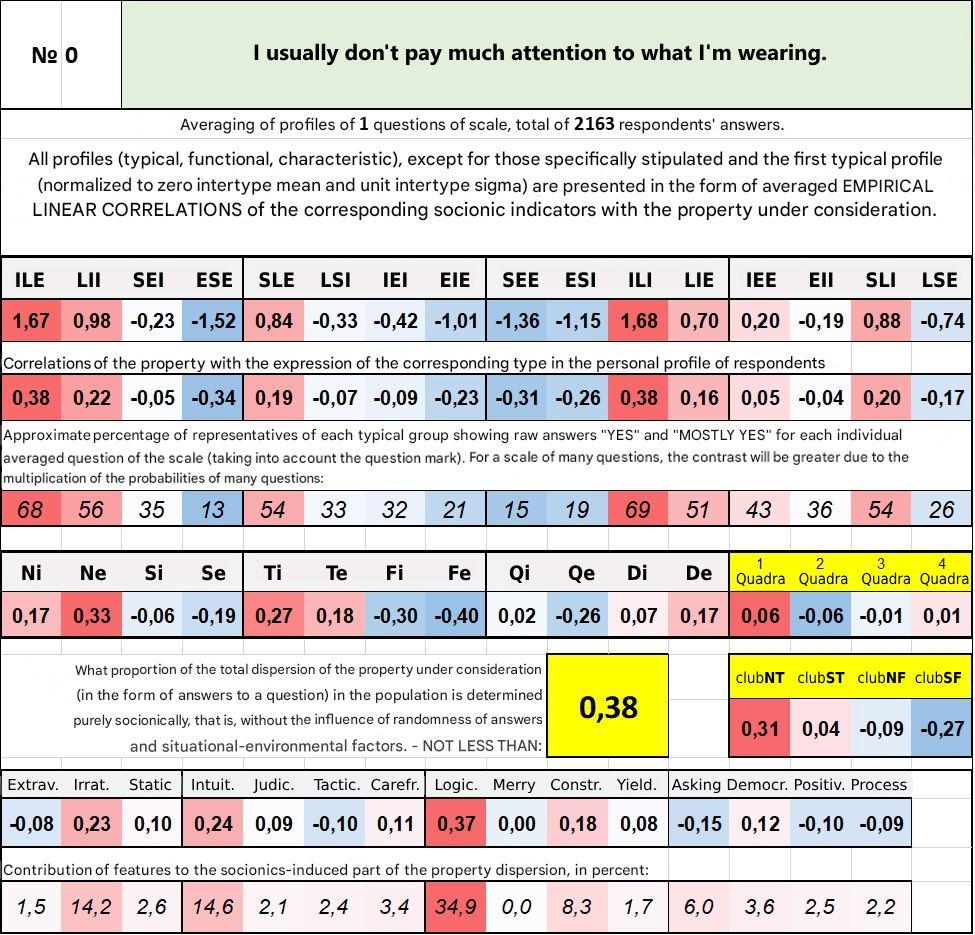 № 0
I usually don't pay much attention to what I'm wearing.
Averaging of profiles of 1 questions of scale, total of 2163 respondents' answers.
All profiles (typical, functional, characteristic), except for those specifically stipulated and the first typical profile
(normalized to zero intertype mean and unit intertype sigma) are presented in the form of averaged EMPIRICAL
LINEAR CORRELATIONS of the corresponding socionic indicators with the property under consideration.
ILE LII SEI ESE SLE LSI IEI EIE SEE ESI ILI LIE IEE EII SLI LSE
1,67 0,98 -0,23 -1,52 0,84 -0,33 -0,42 -1,01 -1,36 -1,15 1,68 0,70 0,20 -0,19 0,88 -0,74
Correlations of the property with the expression of the corresponding type in the personal profile of respondents
0,38 0,22 -0,05 -0,34 0,19 -0,07 -0,09 -0,23 -0,31 -0,26 0,38 0,16 0,05 -0,04 0,20 -0,17
Approximate percentage of representatives of each typical group showing raw answers "YES" and "MOSTLY YES" for each individual
averaged question of the scale (taking into account the question mark). For a scale of many questions, the contrast will be greater due to the
multiplication of the probabilities of many questions:
68 56 35 13 54 33 32 21 15 19 69 51 43 36 54 26
Ni Ne Si Se Ti Te Fi Fe Qi Qe Di De 1 Quadra 2 Quadra 3 Quadra 4 Quadra
0,17 0,33 -0,06 -0,19 0,27 0,18 -0,30 -0,40 0,02 -0,26 0,07 0,17 0,06 -0,06 -0,01 0,01
What proportion of the total dispersion of the property under consideration
(in the form of answers to a question) in the population is determined
purely socionically, that is, without the influence of randomness of answers
and situational-environmental factors. - NOT LESS THAN:
0,38
clubNT clubST clubNF clubSF
0,31 0,04 -0,09 -0,27
Extrav. Irrat. Static Intuit. Judic. Tactic. Carefr. Logic. Merry Constr. Yield. Asking Democr. Positiv. Process
-0,08 0,23 0,10 0,24 0,09 -0,10 0,11 0,37 0,00 0,18 0,08 -0,15 0,12 -0,10 -0,09
Contribution of features to the socionics-induced part of the property dispersion, in percent:
1,5 14,2 2,6 14,6 2,1 2,4 3,4 34,9 0,0 8,3 1,7 6,0 3,6 2,5 2,2